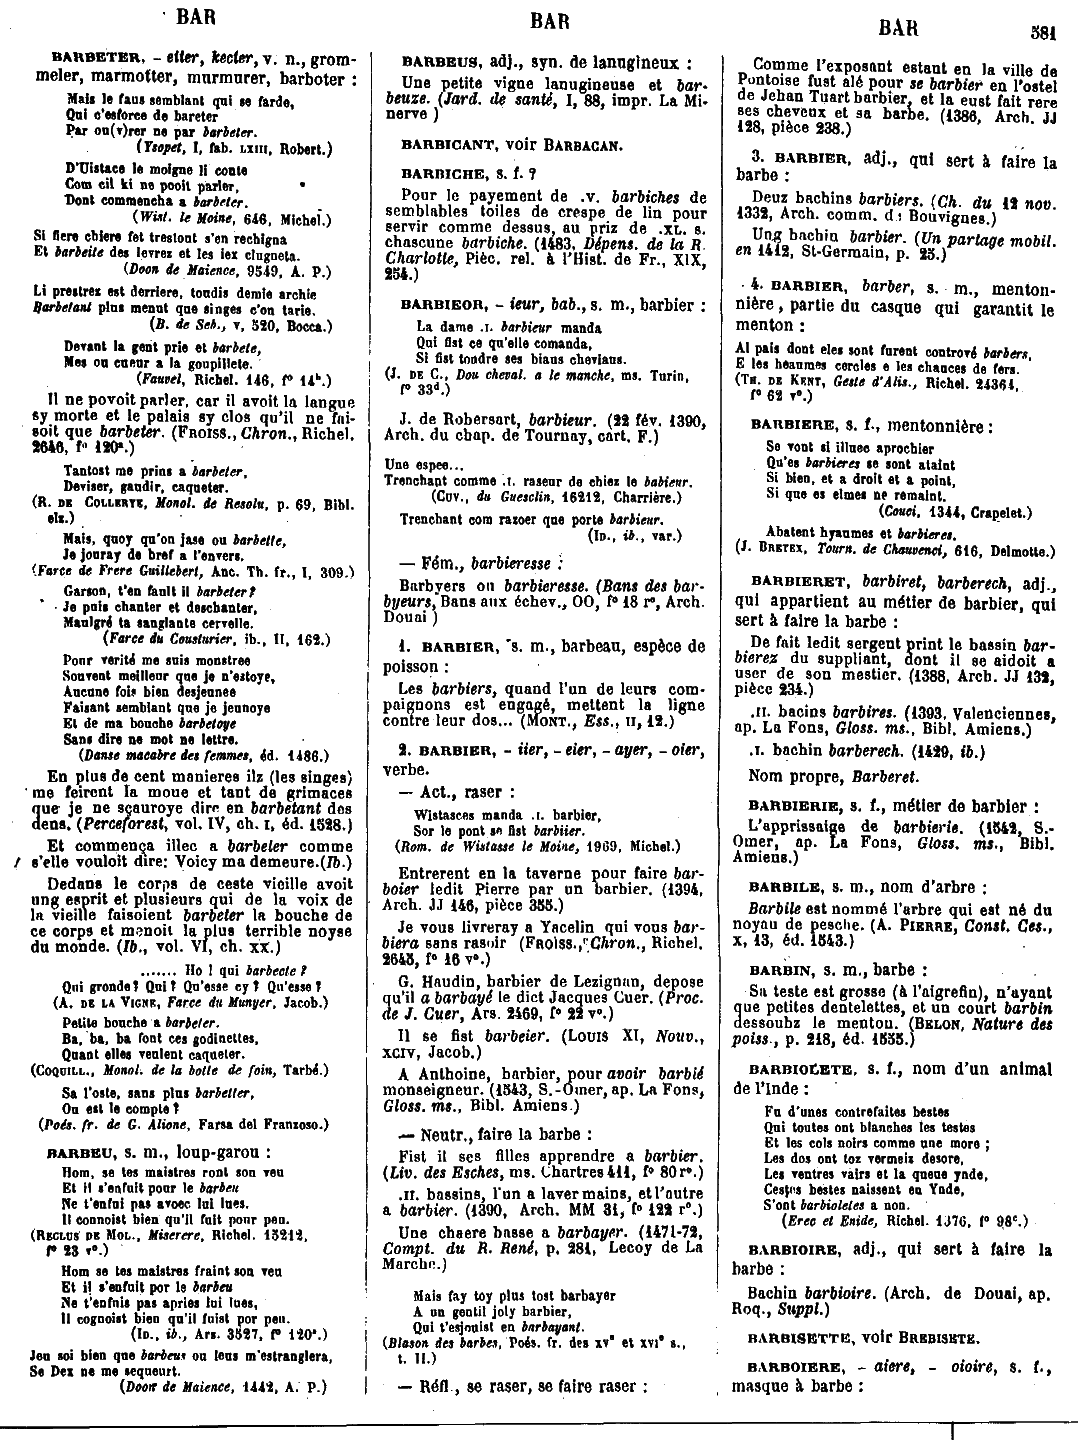 BAR
BARBETER, - etter, kecter, v. n., grom-
meler, marmotter, murmurer, barboter :
Mais le faus semblant qui se farde,
Qui c'esforce de bareter
Par ou(v)rer ne par barbeter.
(Ysopet, I, fab. LXIII, Robert.)
D'Uistace le moigne li conte
Com cil ki ne pooit parler,
Dont commencha a barbeter.
(Wist. le Moine, 646, Michel.)
Si fiere chiere fet trestout s'en rechigna
Et barbeite des levrez et les iex clugneta.
(Doon de Maience, 9549, A. P.)
Li prestrez est derriere, toudis demie archie
Barbetant plus menut que singes c'on tarie.
(B. de Seb., v, 520, Bocca.)
Devant la gent prie et barbete,
Mes ou cueur a la goupillete.
(Fauvel, Richel. 146, f° 14b.)
Il ne povoit parler, car il avoit la langue
sy morte et le palais sy clos qu'il ne fai-
soit que barbeter. (FROISS., Chron., Richel.
2646, f° 120a.)
Tantost me prins a barbeter,
Deviser, gaudir, caqueter.
(R. DE COLLERYE, Monol. de Resolu, p. 69, Bibl.
elz.)
Mais, quoy qu'on jase ou barbette,
Je jouray de bref a l'envers.
(Farce de Frere Guillebert, Anc. Th. fr., I, 309.)
Garson, t'en fault il barbeter?
Je puis chanter et deschanter,
Maulgré ta sanglante cervelle.
(Farce du Cousturier, ib., II, 162.)
Pour verité me suis monstree
Souvent meilleur que je n'estoye,
Aucune fois bien desjeunee
Faisant semblant que je jeunoye
Et de ma bouche barbetoye
Sans dire ne mot ne lettre.
(Danse macabre des femmes, éd. 1486.)
En plus de cent manieres ilz (les singes)
me feirent la moue et tant de grimaces
que je ne sçauroye dire en barbetant des
dens. (Perceforest, vol. IV, ch. I, éd. 1528.)
Et commença illec a barbeter comme
s'elle vouloit dire: Voicy ma demeure.(Ib.)
Dedans le corps de ceste vieille avoit
ung esprit et plusieurs qui de la voix de
la vieille faisoient barbeter la bouche de
ce corps et menoit la plus terrible noyse
du monde. (Ib., vol. VI, ch. XX.)
....... Ho ! qui barbecte ?
Qui gronde? Qui? Qu'esse cy? Qu'esse?
(A. DE LA VIGNE, Farce du Munyer, Jacob.)
Petite bouche a barbeter.
Ba, ba, ba font ces godinettes,
Quant elles veulent caqueter.
(COQUILL., Monol. de la botte de foin, Tarbé.)
Sa l'oste, sans plus barbetter,
Ou est le compte?
(Poés. fr. de G. Alione, Farsa del Franzoso.)
BARBEU, s. m., loup-garou :
Hom, se tes maistres ront son veu
Et il s'enfuit pour le barbeu
Ne t'enfui pas avoec lui lues.
Il connoist bien qu'il fait pour peu.
(RECLUS DE MOL., Miserere, Richel. 15212,
f° 23 v°.)
Hom se tes maistres fraint son veu
Et il s'enfuit por le barbeu
Ne t'enfuis pas apries lui lues,
Il cognoist bien qu'il fuist por peu.
(ID., ib., Ars. 3527, f° 120a.)
Jeu soi bien que barbeus ou leus m'estranglera,
Se Dex ne me sequeurt.
(Doon de Maience, 1442, A. P.)
BAR
BARBEUS, adj., syn. de lanugineux :
Une petite vigne lanugineuse et bar-
beuze. (Jard. de santé, I, 88, impr. La Mi-
nerve )
BARBICANT, voir BARBACAN.
BARBICHE, s. f. ?
Pour le payement de .v. barbiches de
semblables toiles de crespe de lin pour
servir comme dessus, au priz de .XL. s.
chascune barbiche. (1483, Dépens. de la R.
Charlotte, Pièc. rel. à l'Hist. de Fr., XIX,
254.)
BARBIEOR, - ieur, bab., s. m., barbier :
La dame .I. barbieur manda
Qui fist ce qu'elle comanda,
Si fist toudre ses biaus cheviaus.
(J. DE C., Dou cheval. a le manche, ms. Turin,
f° 33d.)
J. de Robersart, barbieur. (22 fév. 1390,
Arch. du chap. de Tournay, cart. F.)
Une espee...
Trenchant comme .I. raseur de chiez le babieur.
(CUV., du Guesclin, 16212, Charrière.)
Trenchant com razoer que porte barbieur.
(ID., ib., var.)
— Fém., barbieresse :
Barbyers ou barbieresse. (Bans des bar-
byeurs, Bans aux échev., OO, f° 18 r°, Arch.
Douai )
1. BARBIER, s. m., barbeau, espèce de
poisson :
Les barbiers, quand l'un de leurs com-
paignons est engagé, mettent la ligne
contre leur dos... (MONT., Ess., II, 12.)
2. BARBIER, - iier, - eier, - ayer, - oier,
verbe.
— Act., raser :
Wistasces manda .I. barbier,
Sor le pont se fist barbiier.
(Rom. de Wistasse le Moine, 1969, Michel.)
Entrerent en la taverne pour faire bar-
boier ledit Pierre par un barbier. (1394,
Arch. JJ 146, pièce 355.)
Je vous livreray a Yacelin qui vous bar-
biera sans rasoir (FROISS., Chron., Richel.
2645, f° 16 v°.)
G. Haudin, barbier de Lezignan, depose
qu'il a barbayé le dict Jacques Cuer. (Proc.
de J. Cuer, Ars. 2469, f° 22 v°.)
Il se fist barbeier. (LOUIS XI, Nouv.,
XCIV, Jacob.)
A Anthoine, barbier, pour avoir barbié
monseigneur. (1543, S.-Omer, ap. La Fons,
Gloss. ms., Bibl. Amiens.)
— Neutr., faire la barbe :
Fist il ses filles apprendre a barbier.
(Liv. des Esches, ms. Chartres 411, f° 80 r°.)
.II. bassins, l'un a laver mains, et l'autre
a barbier. (1390, Arch. MM 31, f° 122 r°.)
Une chaere basse a barbayer. (1471-72,
Compt. du R. René, p. 281, Lecoy de La
Marche.)
Mais fay toy plus tost barbayer
A un gentil joly barbier,
Qui t'esjouist en barbayant.
(Blason des barbes, Poés. fr. des XVe et XVIe s.,
t. II.)
— Réfl., se raser, se faire raser :
BAR
581
Comme l'exposant estant en la ville de
Pontoise fust alé pour se barbier en l'ostel
de Jehan Tuart barbier, et la eust fait rere
ses cheveux et sa barbe. (1386, Arch. JJ
128, pièce 238.)
3. BARBIER, adj., qui sert à faire la
barbe :
Deuz bachins barbiers. (Ch. du 12 nov.
1332, Arch. comm. de Bouvignes.)
Ung bachin barbier. (Un partage mobil.
en 1412, St-Germain, p. 25.)
4. BARBIER, barber, s. m., menton-
nière, partie du casque qui garantit le
menton :
Al pais dont eles sont furent contrové barbers,
E les heaumes cercles e les chances de fers.
(TH. DE KENT, Geste d'Alis., Richel. 24364,
f° 62 v°.)
BARBIERE, s. f., mentonnière :
Se vont si illuec aprochier
Qu'es barbieres se sont ataint
Si bien, et a droit et a point,
Si que es elmes ne remaint.
(Couci, 1344, Crapelet.)
Abatent hyaumes et barbieres.
(J. BRETEX, Tourn. de Chauvenci, 616, Delmotte.)
BARBIERET, barbiret, barberech, adj.,
qui appartient au métier de barbier, qui
sert à faire la barbe :
De fait ledit sergent print le bassin bar-
bierez du suppliant, dont il se aidoit a
user de son mestier. (1388, Arch. JJ 132,
pièce 234.)
.II. bacins barbires. (1393, Valenciennes,
ap. La Fons, Gloss. ms., Bibl. Amiens.)
.I. bachin barberech. (1429, ib.)
Nom propre, Barberet.
BARBIERIE, s. f., métier de barbier :
L'apprissaige de barbierie. (1542, S.-
Omer, ap. La Fons, Gloss. ms., Bibl.
Amiens.)
BARBILE, s. m., nom d'arbre :
Barbile est nommé l'arbre qui est né du
noyau de pesche. (A. PIERRE, Const. Ces.,
X, 13, éd. 1543.)
BARBIN, s. m., barbe :
Sa teste est grosse (à l'aigrefin), n'ayant
que petites dentelettes, et un court barbin
dessoubz le mentou. (BELON, Nature des
poiss., p. 218, éd. 1555.)
BARBIOLETE, s. f., nom d'un animal
de l'Inde :
Fu d'unes contrefaites bestes
Qui toutes ont blanches les testes
Et les cols noirs comme une more ;
Les dos ont toz vermeiz desore,
Les ventres vairs et la queue ynde,
Cestes bestes naissent en Ynde,
S'ont barbioletes a non.
(Erec et Enide, Richel. 1376, f° 98c.)
BARBIOIRE, adj., qui sert à faire la
barbe :
Bachin barbioire. (Arch. de Douai, ap.
Roq., Suppl.)
BARBISETTE, voir BREBISETE.
BARBOIERE, - aiere, - oioire, s. f.,
masque à barbe :